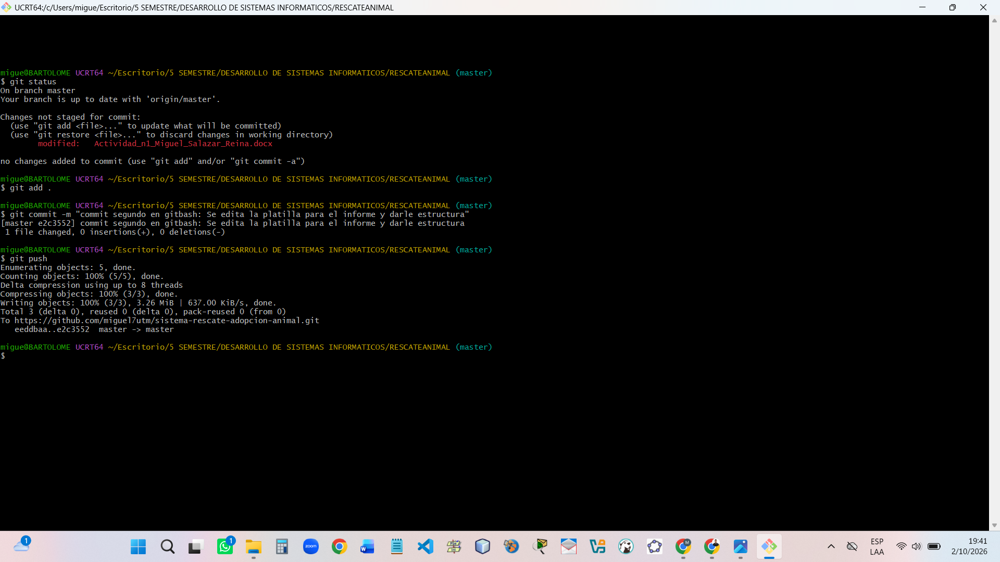 UCRT64:/c/Users/migue/Escritorio/5 SEMESTRE/DESARROLLO DE SISTEMAS INFORMATICOS/RESCATEANIMAL
migue@BARTOLOME UCRT64 ~/Escritorio/5 SEMESTRE/DESARROLLO DE SISTEMAS INFORMATICOS/RESCATEANIMAL (master)
$ git status
On branch master
Your branch is up to date with 'origin/master'.
Changes not staged for commit:
  (use "git add <file>..." to update what will be committed)
  (use "git restore <file>..." to discard changes in working directory)
        modified:   Actividad_n1_Miguel_Salazar_Reina.docx
no changes added to commit (use "git add" and/or "git commit -a")
migue@BARTOLOME UCRT64 ~/Escritorio/5 SEMESTRE/DESARROLLO DE SISTEMAS INFORMATICOS/RESCATEANIMAL (master)
$ git add .
migue@BARTOLOME UCRT64 ~/Escritorio/5 SEMESTRE/DESARROLLO DE SISTEMAS INFORMATICOS/RESCATEANIMAL (master)
$ git commit -m "commit segundo en gitbash: Se edita la platilla para el informe y darle estructura"
[master e2c3552] commit segundo en gitbash: Se edita la platilla para el informe y darle estructura
 1 file changed, 0 insertions(+), 0 deletions(-)
migue@BARTOLOME UCRT64 ~/Escritorio/5 SEMESTRE/DESARROLLO DE SISTEMAS INFORMATICOS/RESCATEANIMAL (master)
$ git push
Enumerating objects: 5, done.
Counting objects: 100% (5/5), done.
Delta compression using up to 8 threads
Compressing objects: 100% (3/3), done.
Writing objects: 100% (3/3), 3.26 MiB | 637.00 KiB/s, done.
Total 3 (delta 0), reused 0 (delta 0), pack-reused 0 (from 0)
To https://github.com/miguel7utm/sistema-rescate-adopcion-animal.git
   eeddbaa..e2c3552  master -> master
migue@BARTOLOME UCRT64 ~/Escritorio/5 SEMESTRE/DESARROLLO DE SISTEMAS INFORMATICOS/RESCATEANIMAL (master)
$
1
1
zoom
W
M
ESP
LAA
19:41
2/10/2026